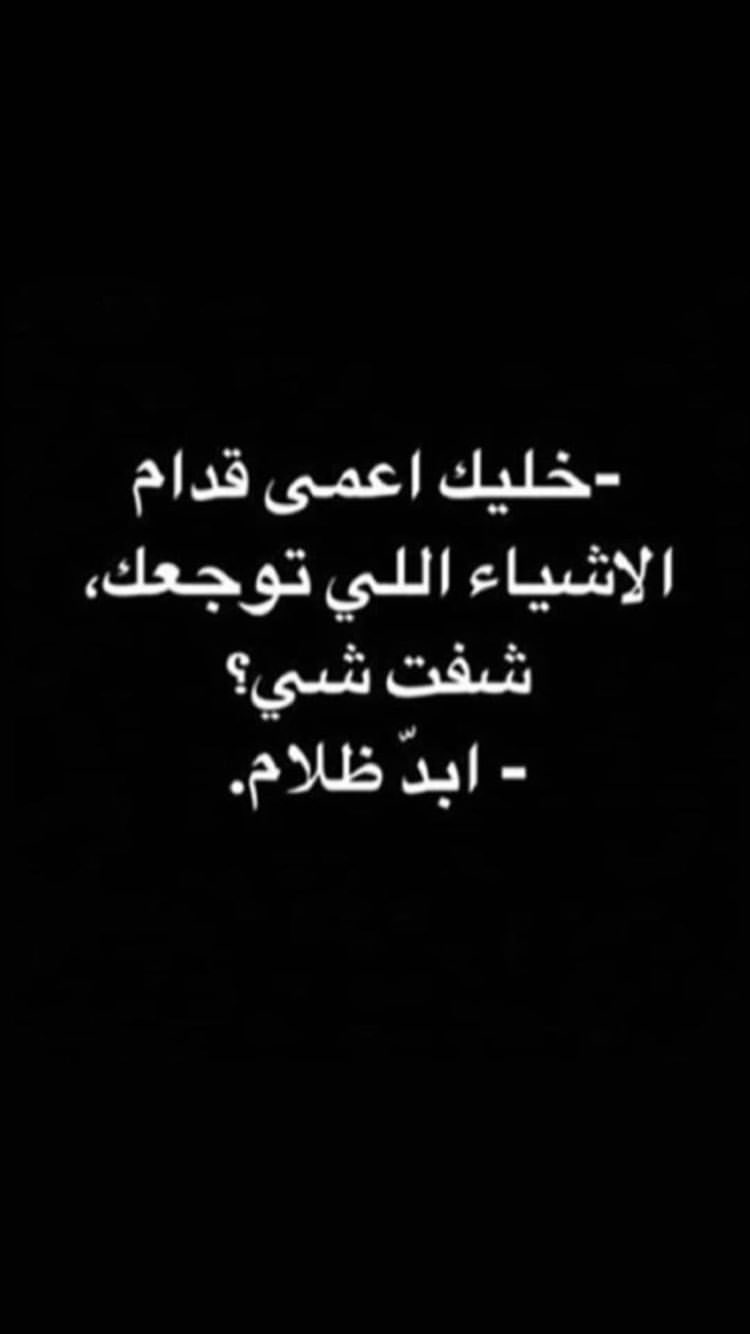 -خليك اعمى قدام
الاشياء اللي توجعك،
شفت شي؟
- ابدّ ظلام.